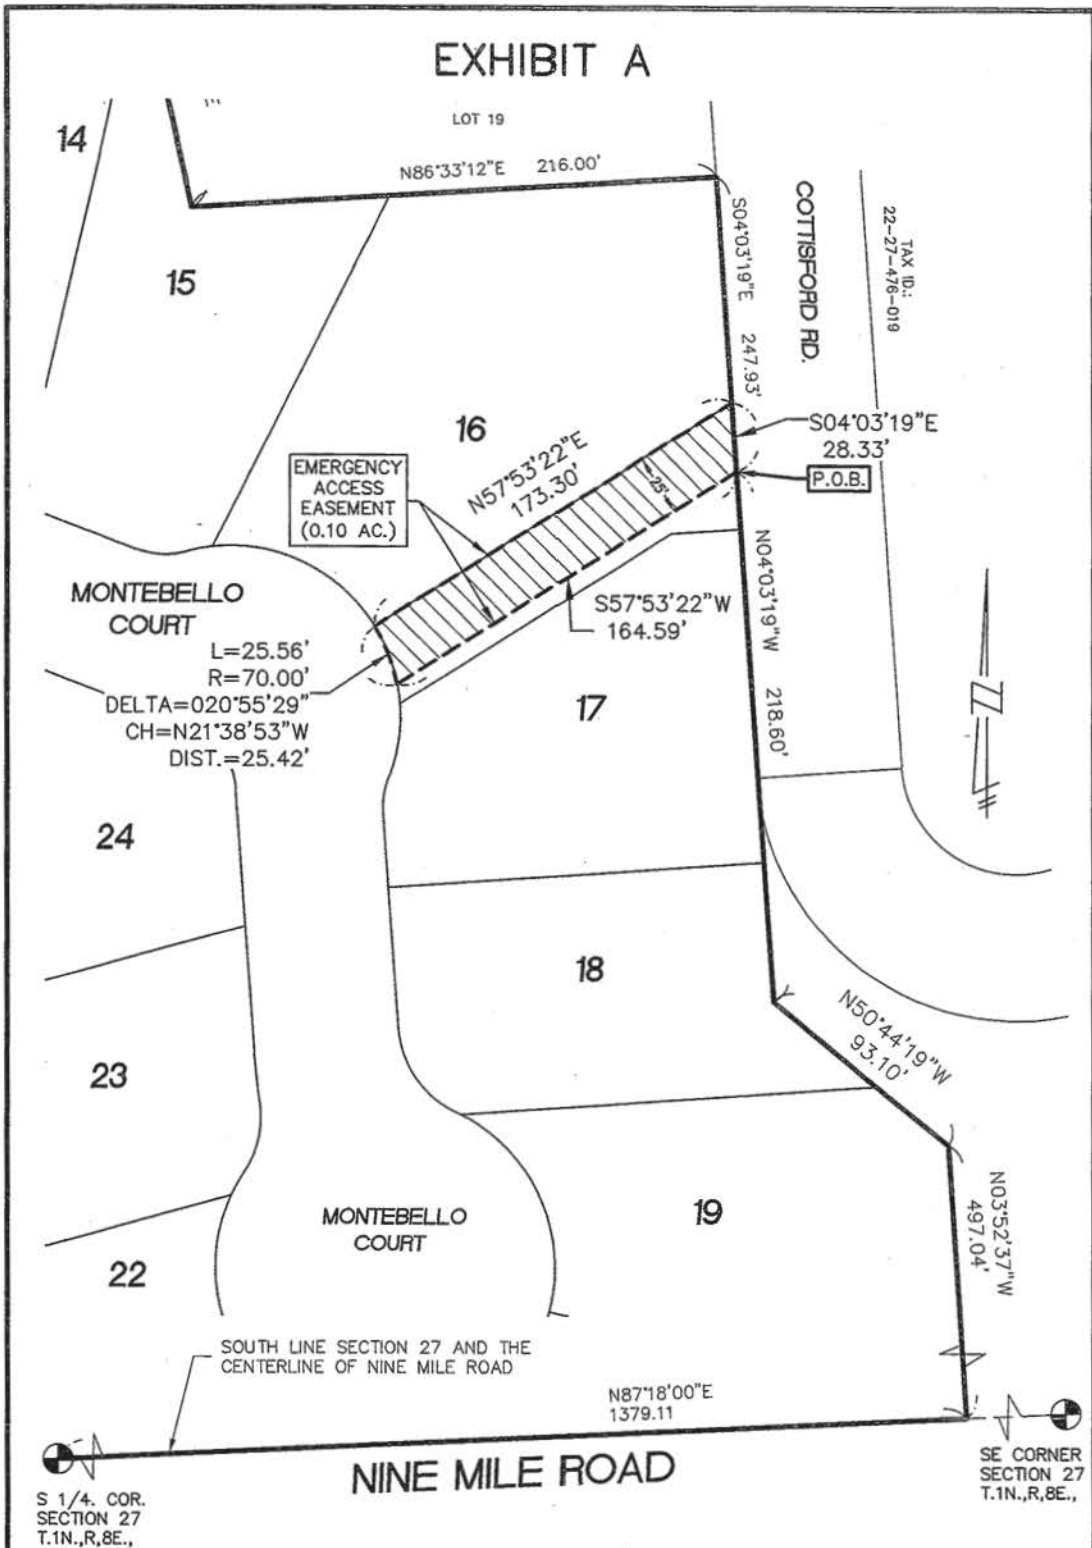 EXHIBIT A
14
LOT 19
N86°33'12"E 216.00'
15
S04°03'19"E 247.93'
COTTISFORD RD.
TAX ID.:
22-27-476-019
16
EMERGENCY
ACCESS
EASEMENT
(0.10 AC.)
N57°53'22"E
173.30'
25'
S04°03'19"E
28.33'
P.O.B.
MONTEBELLO
COURT
S57°53'22"W
164.59'
N04°03'19"W 218.60'
L=25.56'
R=70.00'
DELTA=020°55'29"
CH=N21°38'53"W
DIST.=25.42'
17
24
18
N50°44'19"W
93.10'
23
19
N03°52'37"W
497.04'
MONTEBELLO
COURT
22
SOUTH LINE SECTION 27 AND THE
CENTERLINE OF NINE MILE ROAD
N87°18'00"E
1379.11
NINE MILE ROAD
S 1/4. COR.
SECTION 27
T.1N.,R,8E.,
SE CORNER
SECTION 27
T.1N.,R,8E.,